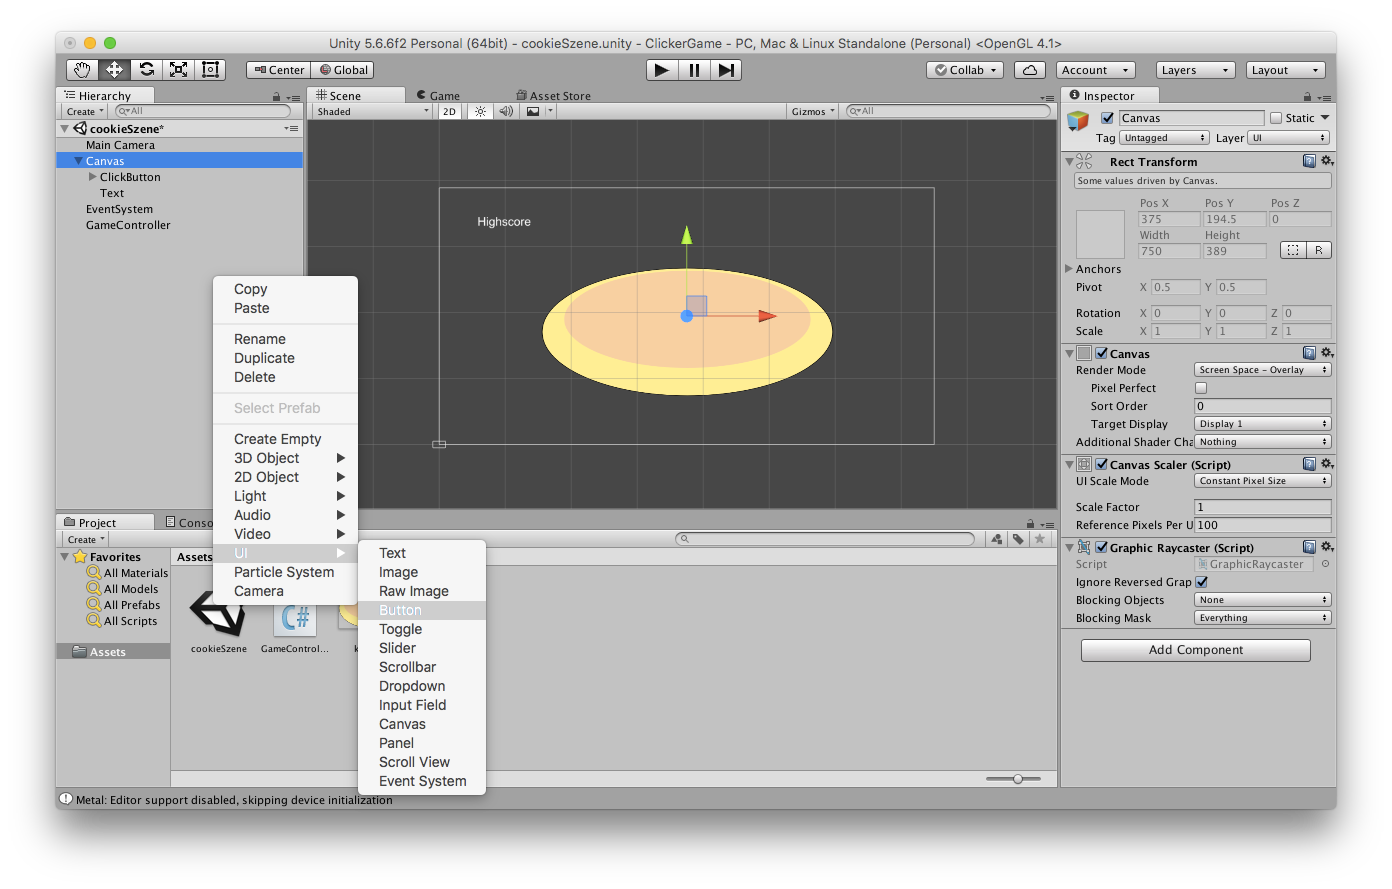 Unity 5.6.6f2 Personal (64bit) - cookieSzene.unity - ClickerGame - PC, Mac & Linux Standalone (Personal) <OpenGL 4.1>
Center Global Collab Account Layers Layout
Hierarchy
Create All
cookieSzene*
Main Camera
Canvas
ClickButton
Text
EventSystem
GameController
Scene Game Asset Store
Shaded 2D Gizmos All
Highscore
Copy
Paste
Rename
Duplicate
Delete
Select Prefab
Create Empty
3D Object
2D Object
Light
Audio
Video
UI
Particle System
Camera
Text
Image
Raw Image
Button
Toggle
Slider
Scrollbar
Dropdown
Input Field
Canvas
Panel
Scroll View
Event System
Project Conso
Create
Favorites
All Materials
All Models
All Prefabs
All Scripts
Assets
Assets
C#
cookieSzene GameControl...
Metal: Editor support disabled, skipping device initialization
Inspector
Canvas Static
Tag Untagged Layer UI
Rect Transform
Some values driven by Canvas.
Pos X Pos Y Pos Z
375 194.5 0
Width Height
750 389 R
Anchors
Pivot X 0.5 Y 0.5
Rotation X 0 Y 0 Z 0
Scale X 1 Y 1 Z 1
Canvas
Render Mode Screen Space - Overlay
Pixel Perfect
Sort Order 0
Target Display Display 1
Additional Shader Cha Nothing
Canvas Scaler (Script)
UI Scale Mode Constant Pixel Size
Scale Factor 1
Reference Pixels Per U 100
Graphic Raycaster (Script)
Script GraphicRaycaster
Ignore Reversed Grap
Blocking Objects None
Blocking Mask Everything
Add Component